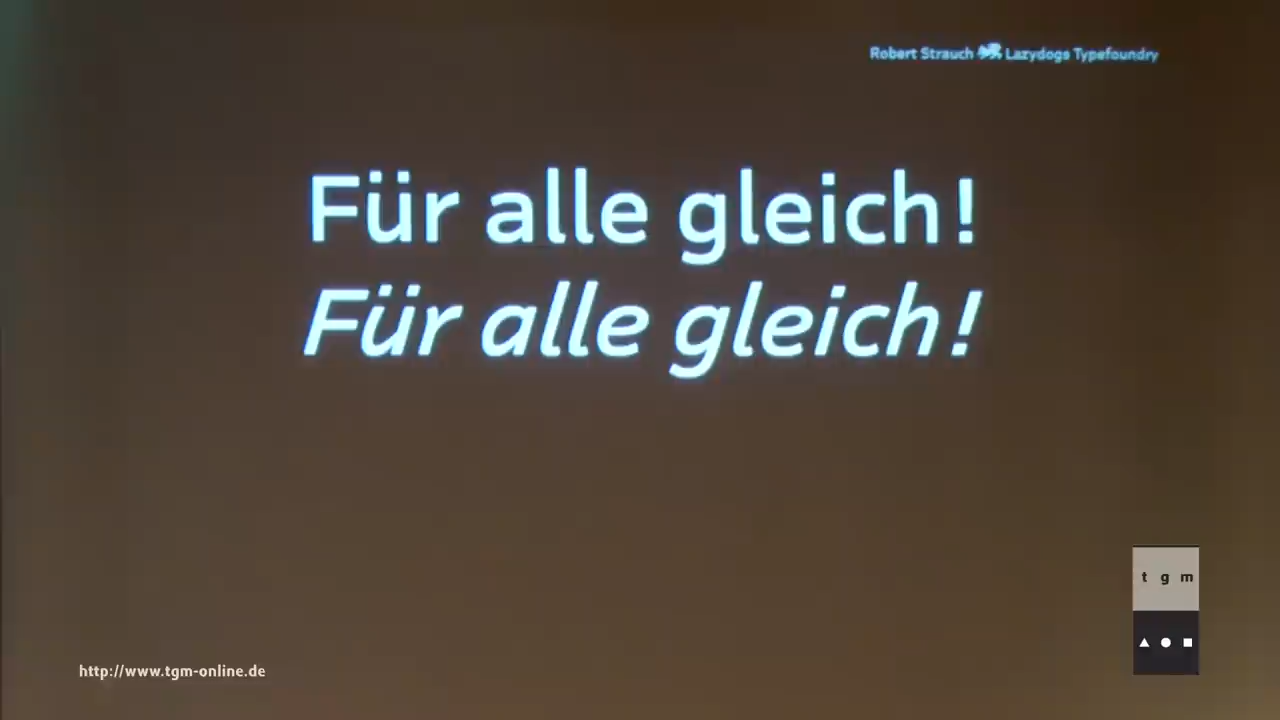 Robert Strauch Lazydogs Typefoundry
Für alle gleich!
Für alle gleich!
t g m
http://www.tgm-online.de